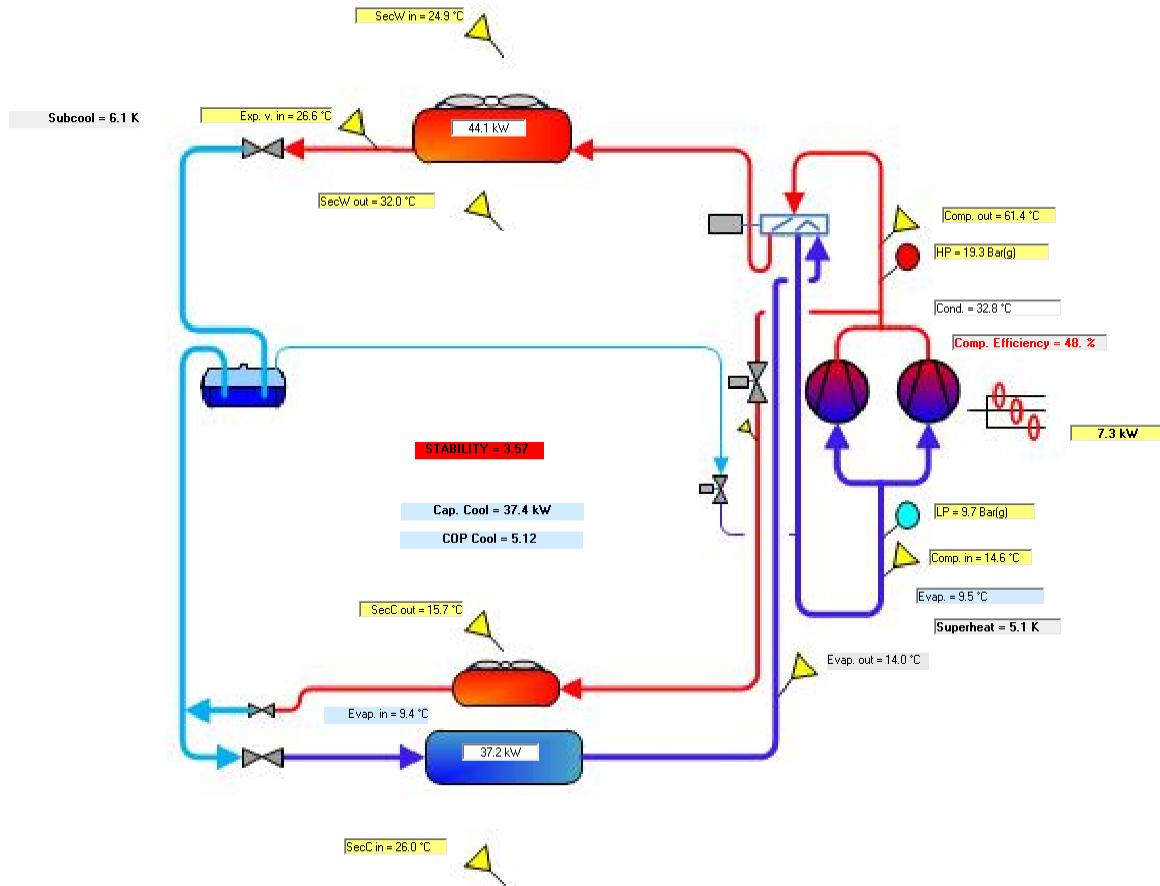 SecW in = 24.9 °C
Subcool = 6.1 K
Exp. v. in = 26.6 °C
44.1 kW
SecW out = 32.0 °C
Comp. out = 61.4 °C
HP = 19.3 Bar(g)
Cond. = 32.8 °C
Comp. Efficiency = 48. %
7.3 kW
STABILITY = 3.57
Cap. Cool = 37.4 kW
COP Cool = 5.12
LP = 9.7 Bar(g)
Comp. in = 14.6 °C
Evap. = 9.5 °C
Superheat = 5.1 K
SecC out = 15.7 °C
Evap. out = 14.0 °C
Evap. in = 9.4 °C
37.2 kW
SecC in = 26.0 °C